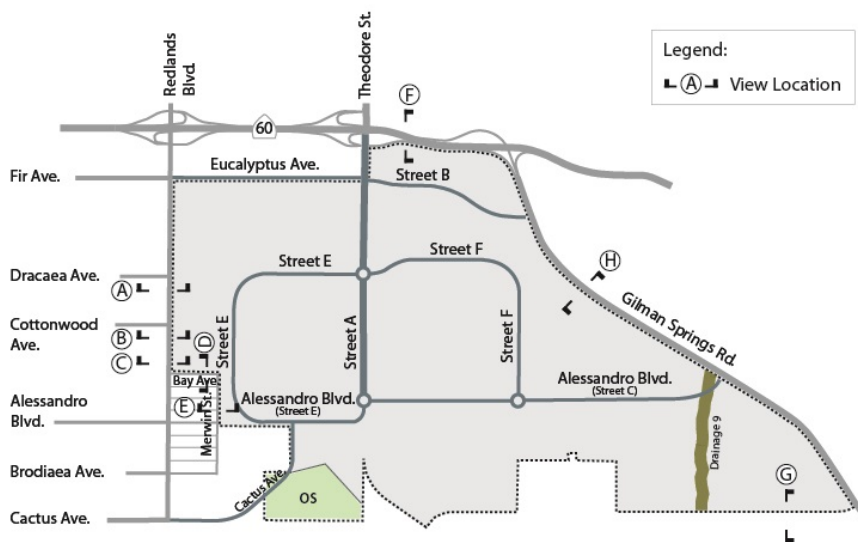 Redlands
Blvd.
Theodore St.
Legend:
A View Location
F
60
Eucalyptus Ave.
Fir Ave.
Street B
Street F
Street E
Dracaea Ave.
H
A
Gilman Springs Rd.
Cottonwood
Ave.
B
D
Street E
Street A
Street F
C
Bay Ave
Alessandro Blvd.
(Street E)
Alessandro Blvd.
(Street C)
E
Merwin St.
Alessandro
Blvd.
Drainage 9
Brodiaea Ave.
Cactus Ave.
G
OS
Cactus Ave.